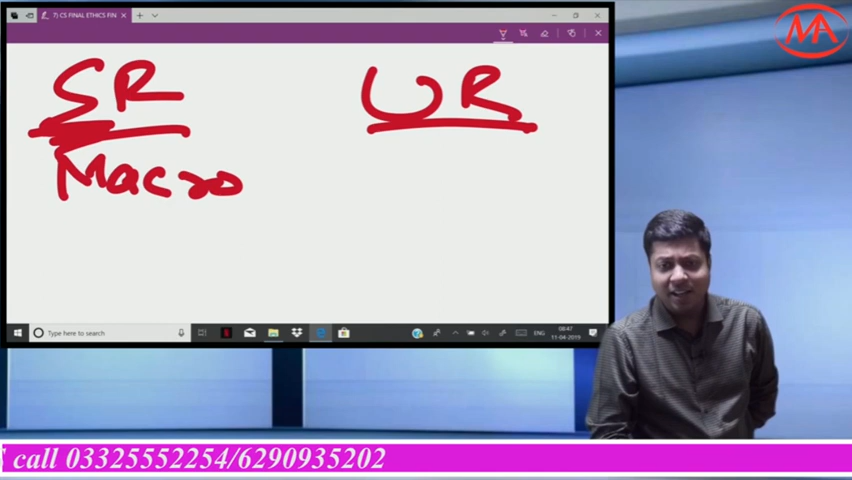 7) CS FINAL ETHICS FIN
SR
UR
Macro
Type here to search
ENG
08:47
11-04-2019
MA
call 03325552254/6290935202